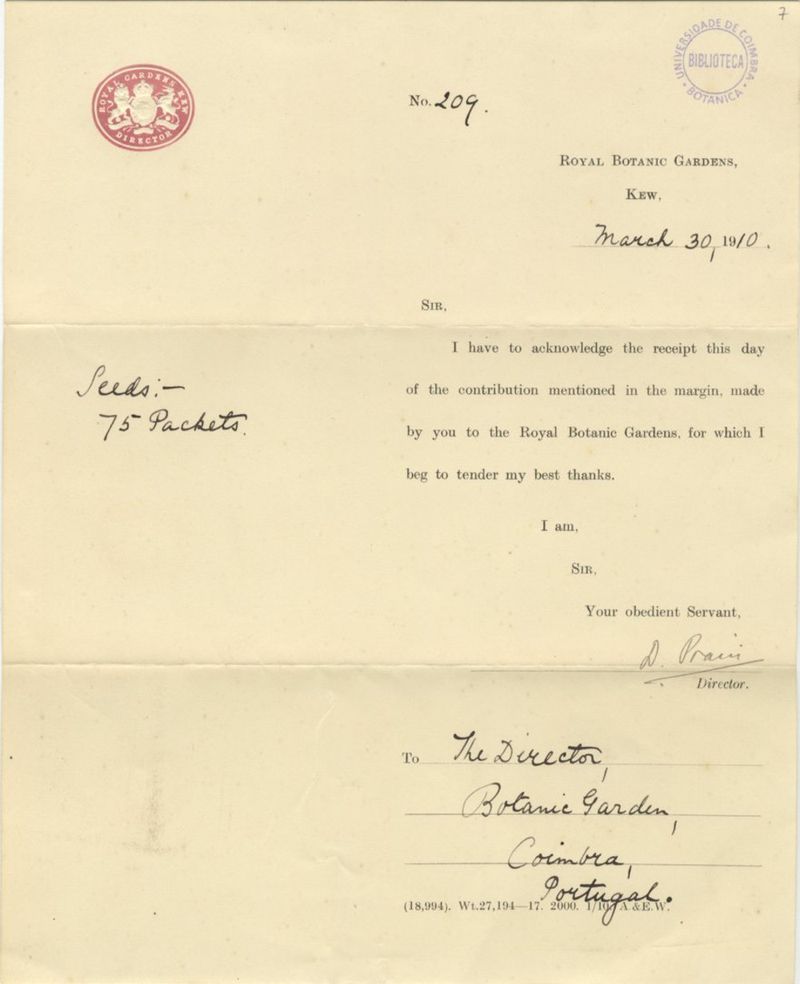 7
UNIVERSIDADE DE COIMBRA
BIBLIOTECA
BOTANICA
ROYAL GARDENS KEW
DIRECTOR
No. 209.
ROYAL BOTANIC GARDENS,
KEW,
March 30, 1910.
SIR,
I have to acknowledge the receipt this day
of the contribution mentioned in the margin, made
by you to the Royal Botanic Gardens, for which I
beg to tender my best thanks.
Seeds:—
75 Packets.
I am,
SIR,
Your obedient Servant,
D. Prain
Director.
To The Director,
Botanic Garden,
Coimbra,
Portugal.
(18,994). Wt.27,194—17. 2000. 1/10. A &E.W.